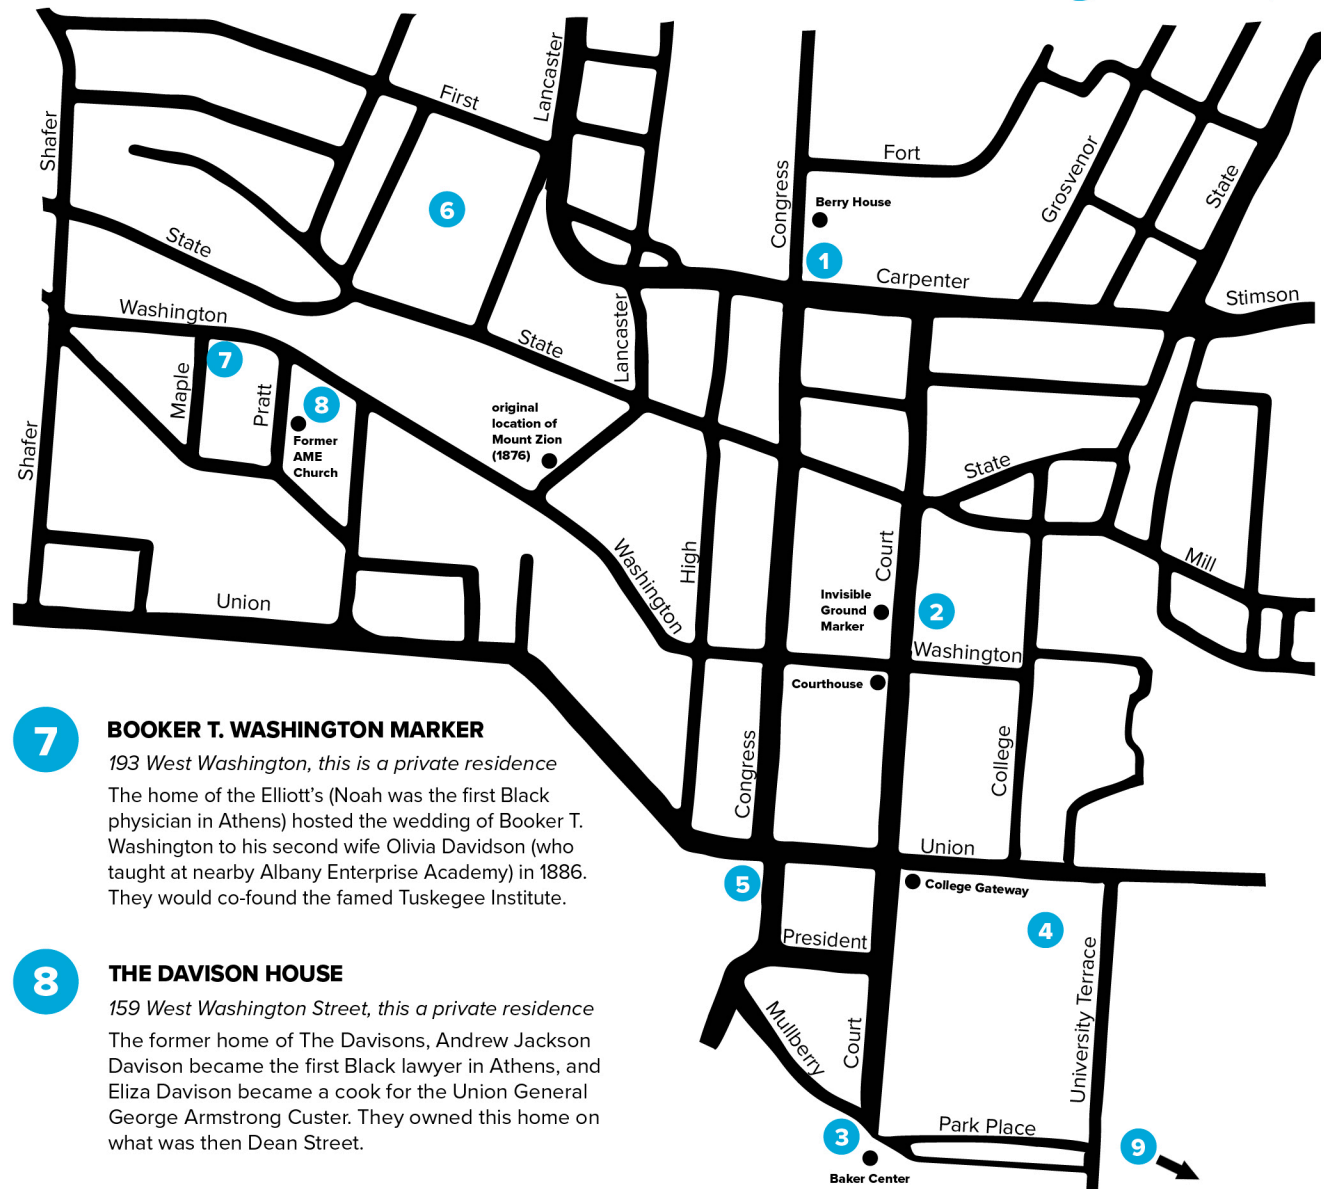 Lancaster
First
Shafer
Fort
Congress
Grosvenor
State
Berry House
6
1
State
Carpenter
Stimson
Washington
Lancaster
State
7
Maple
Pratt
8
original
location of
Mount Zion
(1876)
Former
AME
Church
Shafer
State
Court
High
Washington
Mill
Invisible
Ground
Marker
2
Union
Washington
Courthouse
Congress
College
Union
5
College Gateway
4
President
University Terrace
Mullberry
Court
Park Place
3
9
Baker Center
7
BOOKER T. WASHINGTON MARKER
193 West Washington, this is a private residence
The home of the Elliott's (Noah was the first Black
physician in Athens) hosted the wedding of Booker T.
Washington to his second wife Olivia Davidson (who
taught at nearby Albany Enterprise Academy) in 1886.
They would co-found the famed Tuskegee Institute.
8
THE DAVISON HOUSE
159 West Washington Street, this a private residence
The former home of The Davisons, Andrew Jackson
Davison became the first Black lawyer in Athens, and
Eliza Davison became a cook for the Union General
George Armstrong Custer. They owned this home on
what was then Dean Street.